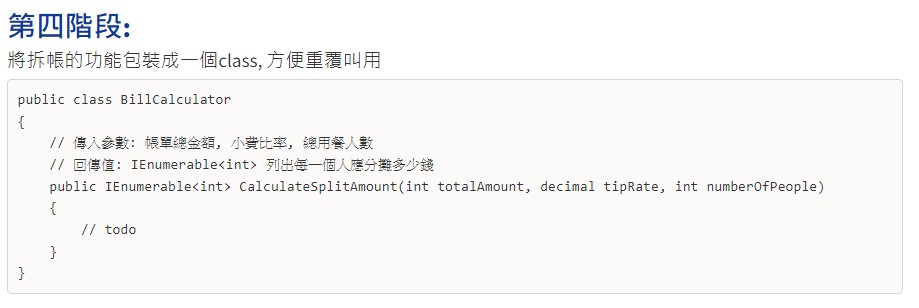 第四階段:
將拆帳的功能包裝成一個class, 方便重覆叫用
public class BillCalculator
{
    // 傳入參數: 帳單總金額, 小費比率, 總用餐人數
    // 回傳值: IEnumerable<int> 列出每一個人應分攤多少錢
    public IEnumerable<int> CalculateSplitAmount(int totalAmount, decimal tipRate, int numberOfPeople)
    {
        // todo
    }
}